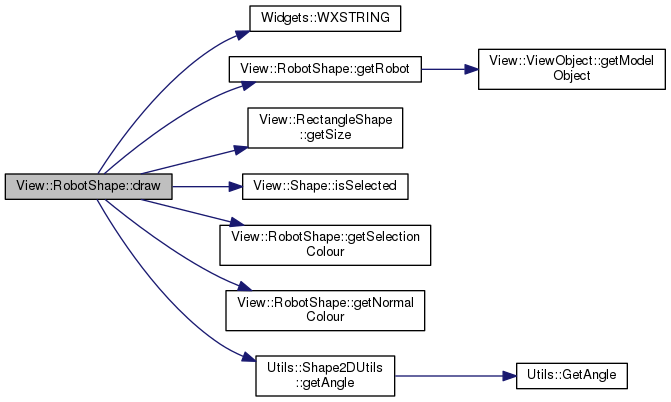 Widgets::WXSTRING
View::RobotShape::getRobot
View::ViewObject::getModel
Object
View::RectangleShape
::getSize
View::RobotShape::draw
View::Shape::isSelected
View::RobotShape::getSelection
Colour
View::RobotShape::getNormal
Colour
Utils::Shape2DUtils
::getAngle
Utils::GetAngle